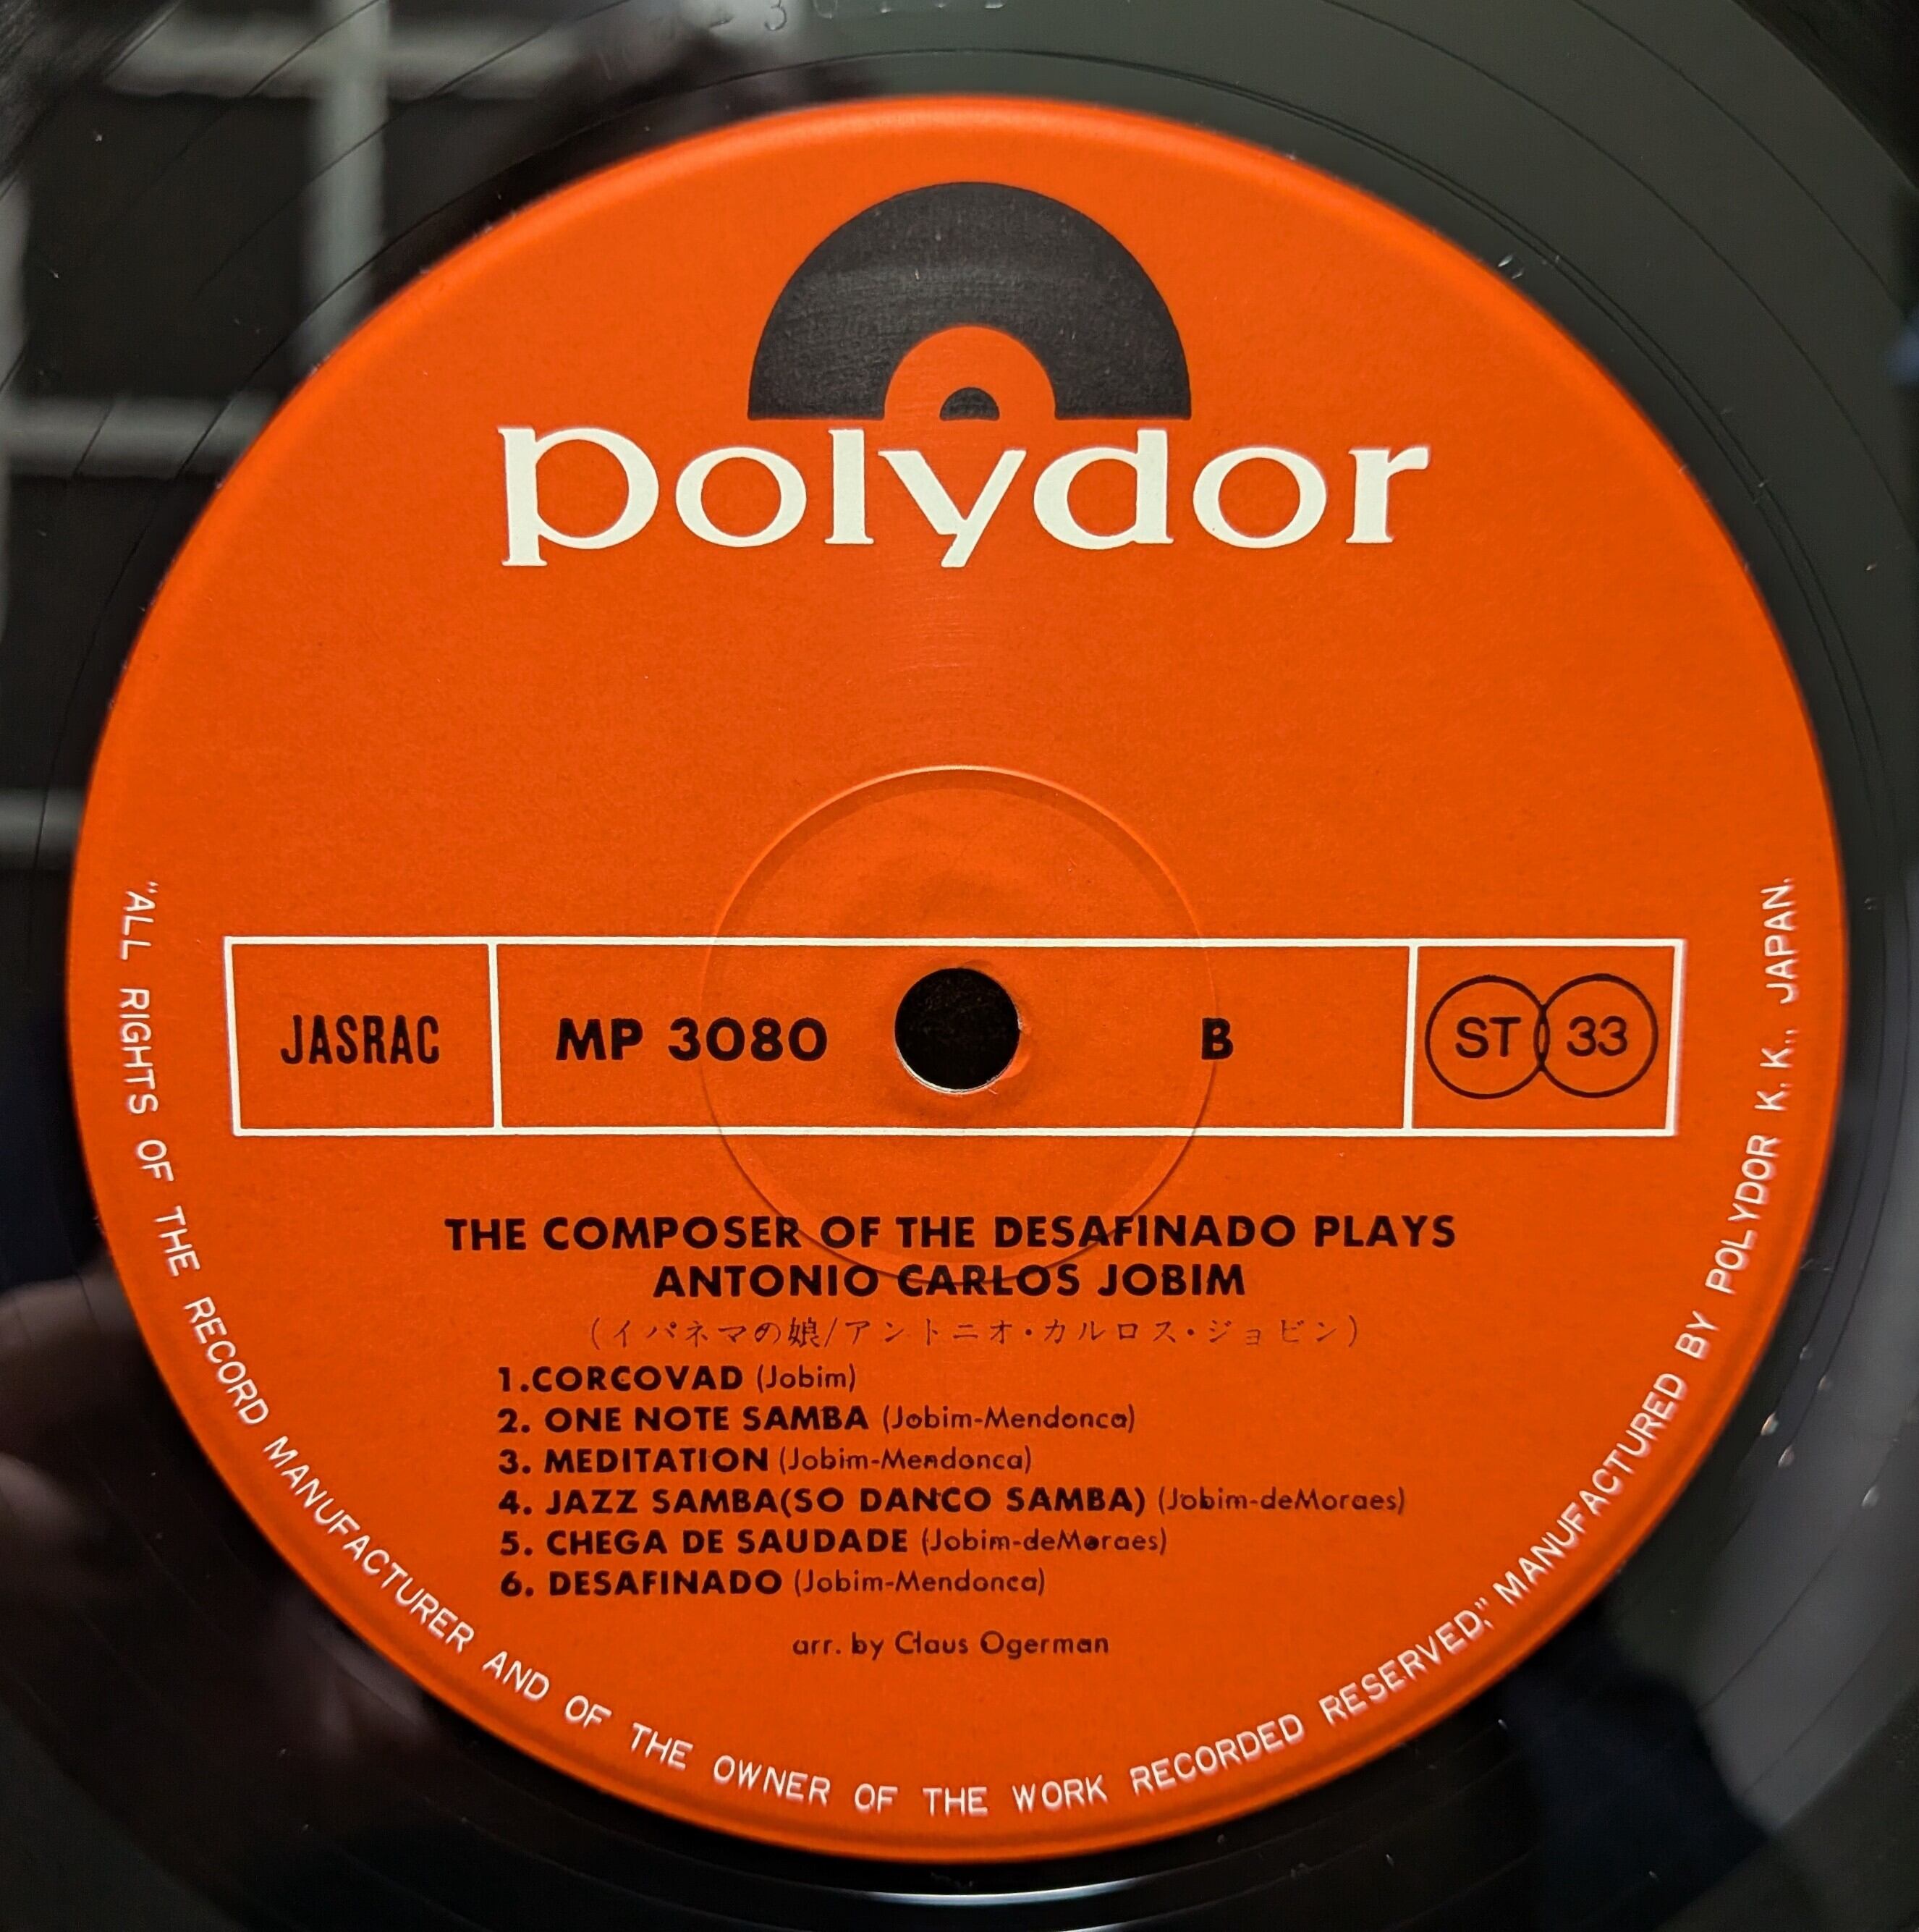 polydor
JASRAC
MP 3080
B
ST 33
THE COMPOSER OF THE DESAFINADO PLAYS
ANTONIO CARLOS JOBIM
(イパネマの娘/アントニオ・カルロス・ジョビン)
1.CORCOVAD (Jobim)
2. ONE NOTE SAMBA (Jobim-Mendonca)
3. MEDITATION (Jobim-Mendonca)
4. JAZZ SAMBA(SO DANCO SAMBA) (Jobim-deMoraes)
5. CHEGA DE SAUDADE (Jobim-deMoraes)
6. DESAFINADO (Jobim-Mendonca)
arr. by Claus Ogerman
"ALL RIGHTS OF THE RECORD MANUFACTURER AND OF THE OWNER OF THE WORK RECORDED RESERVED," MANUFACTURED BY POLYDOR K.K., JAPAN.